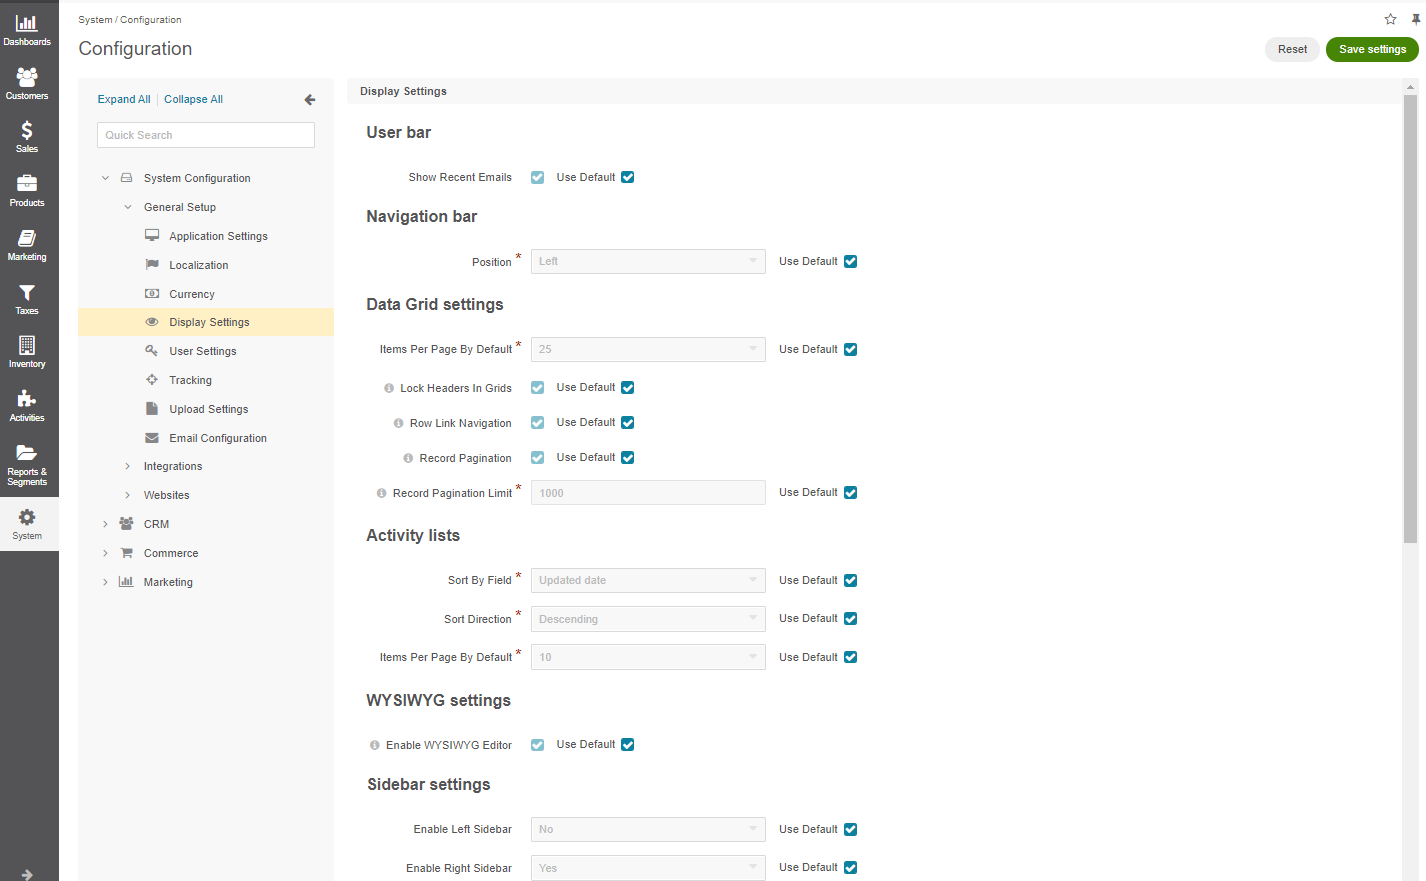 System / Configuration
Configuration
Reset
Save settings
Dashboards
Customers
Sales
Products
Marketing
Taxes
Inventory
Activities
Reports &
Segments
System
Expand All | Collapse All
Quick Search
System Configuration
General Setup
Application Settings
Localization
Currency
Display Settings
User Settings
Tracking
Upload Settings
Email Configuration
Integrations
Websites
CRM
Commerce
Marketing
Display Settings
User bar
Show Recent Emails Use Default
Navigation bar
Position * Left Use Default
Data Grid settings
Items Per Page By Default * 25 Use Default
Lock Headers In Grids Use Default
Row Link Navigation Use Default
Record Pagination Use Default
Record Pagination Limit * 1000 Use Default
Activity lists
Sort By Field * Updated date Use Default
Sort Direction * Descending Use Default
Items Per Page By Default * 10 Use Default
WYSIWYG settings
Enable WYSIWYG Editor Use Default
Sidebar settings
Enable Left Sidebar No Use Default
Enable Right Sidebar Yes Use Default